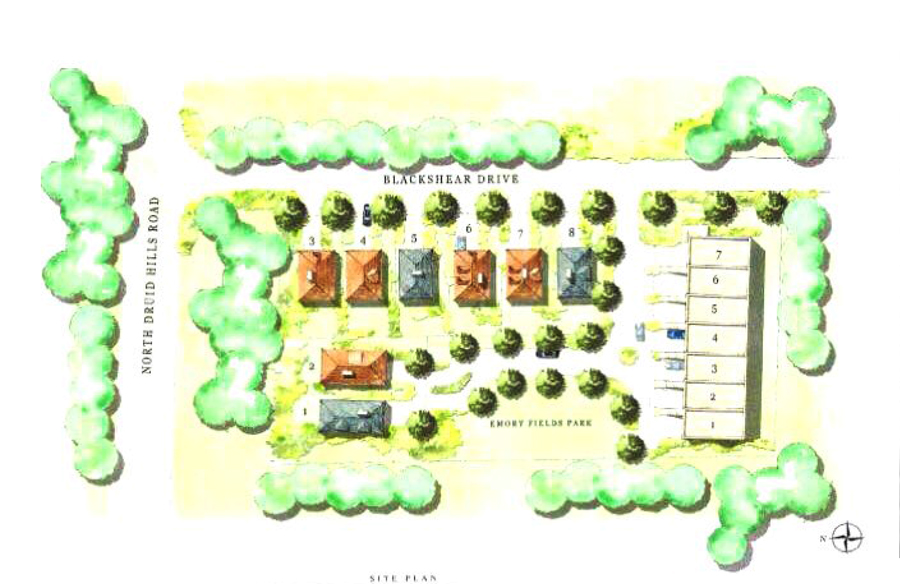 BLACKSHEAR DRIVE
NORTH DRUID HILLS ROAD
3 4 5 6 7 8
2
1
7
6
5
4
3
2
1
EMORY FIELDS PARK
N
SITE PLAN